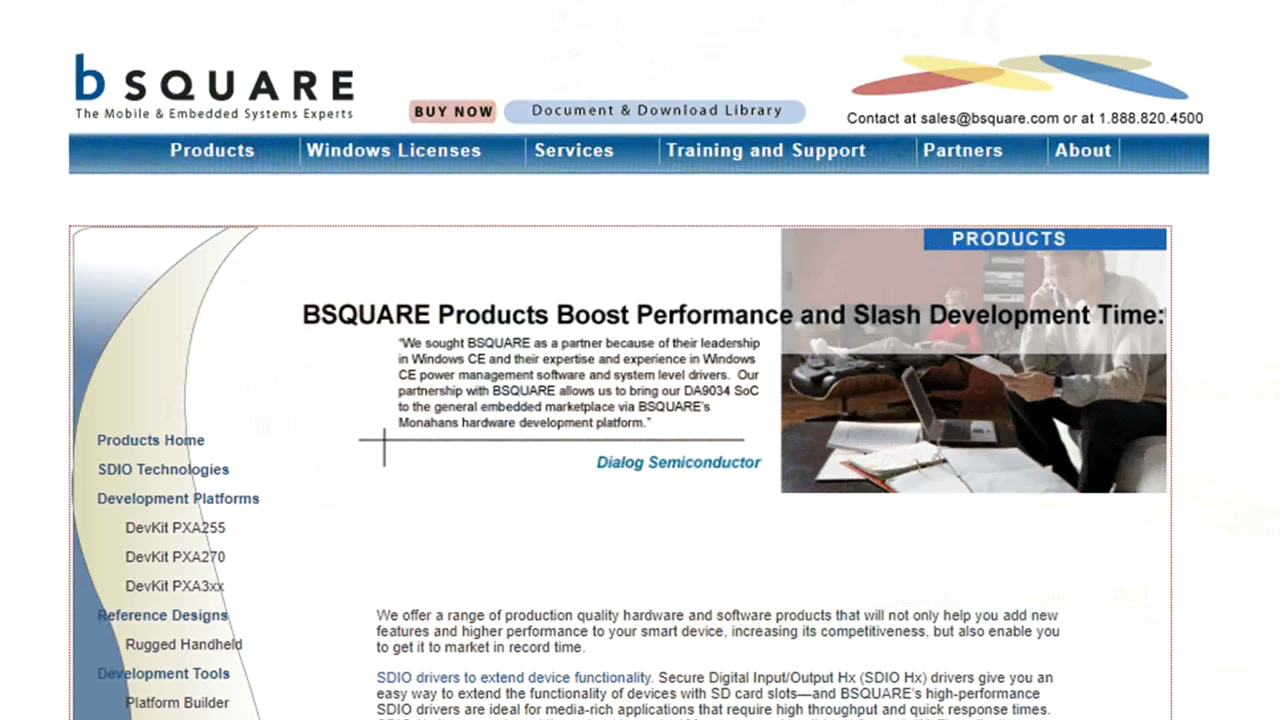 b SQUARE
The Mobile & Embedded Systems Experts
BUY NOW
Document & Download Library
Contact at sales@bsquare.com or at 1.888.820.4500
Products
Windows Licenses
Services
Training and Support
Partners
About
PRODUCTS
BSQUARE Products Boost Performance and Slash Development Time:
"We sought BSQUARE as a partner because of their leadership
in Windows CE and their expertise and experience in Windows
CE power management software and system level drivers. Our
partnership with BSQUARE allows us to bring our DA9034 SoC
to the general embedded marketplace via BSQUARE's
Monahans hardware development platform."
Dialog Semiconductor
Products Home
SDIO Technologies
Development Platforms
DevKit PXA255
DevKit PXA270
DevKit PXA3xx
Reference Designs
Rugged Handheld
Development Tools
Platform Builder
We offer a range of production quality hardware and software products that will not only help you add new
features and higher performance to your smart device, increasing its competitiveness, but also enable you
to get it to market in record time.
SDIO drivers to extend device functionality. Secure Digital Input/Output Hx (SDIO Hx) drivers give you an
easy way to extend the functionality of devices with SD card slots—and BSQUARE's high-performance
SDIO drivers are ideal for media-rich applications that require high throughput and quick response times.